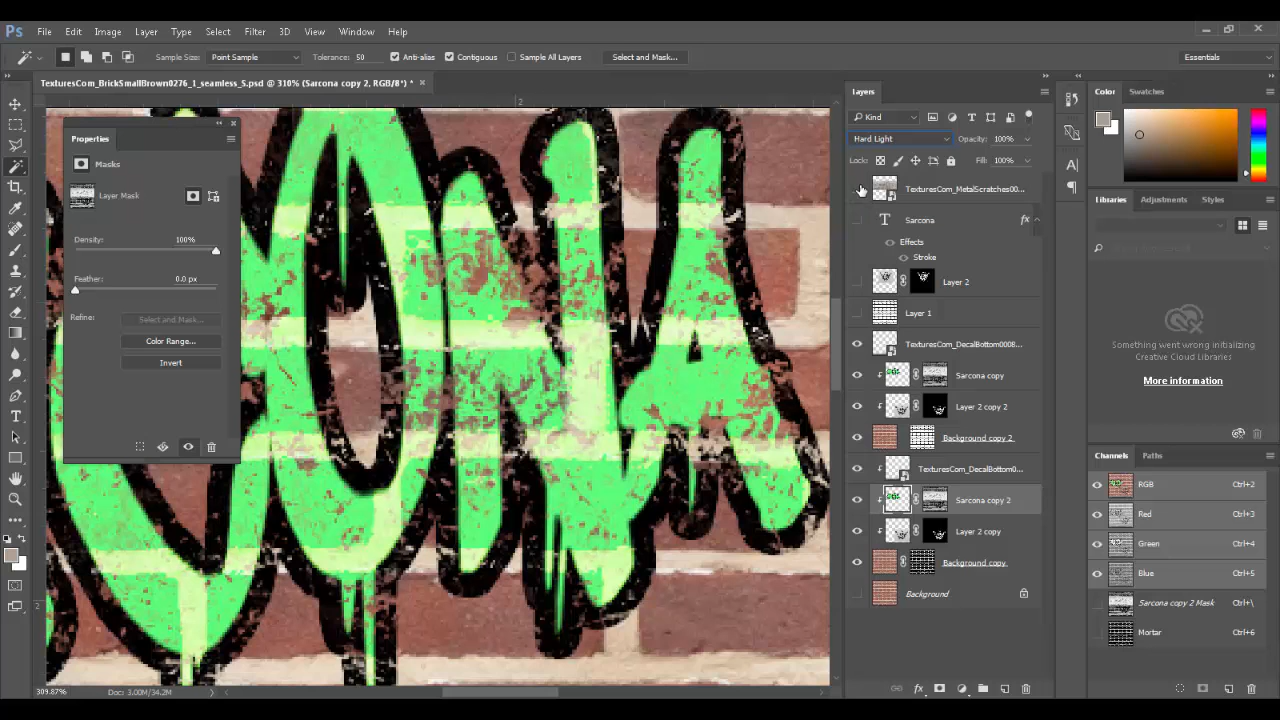 Ps File Edit Image Layer Type Select Filter 3D View Window Help
Sample Size: Point Sample Tolerance: 50 Anti-alias Contiguous Sample All Layers Select and Mask... Essentials
TexturesCom_BrickSmallBrown0276_1_seamless_S.psd @ 310% (Sarcona copy 2, RGB/8*) *
2
Properties
Masks
Layer Mask
Density: 100%
Feather: 0.0 px
Refine: Select and Mask...
Color Range...
Invert
2
309.87% Doc: 3.00M/34.2M
Layers
Kind
Hard Light Opacity: 100%
Lock: Fill: 100%
TexturesCom_MetalScratches00...
T Sarcona fx
Effects
Stroke
Layer 2
Layer 1
TexturesCom_DecalBottom0008...
Sarcona copy
Layer 2 copy 2
Background copy 2
TexturesCom_DecalBottom0...
Sarcona copy 2
Layer 2 copy
Background copy
Background
fx
Color Swatches
Libraries Adjustments Styles
Something went wrong initializing
Creative Cloud Libraries
More information
Channels Paths
RGB Ctrl+2
Red Ctrl+3
Green Ctrl+4
Blue Ctrl+5
Sarcona copy 2 Mask Ctrl+\
Mortar Ctrl+6